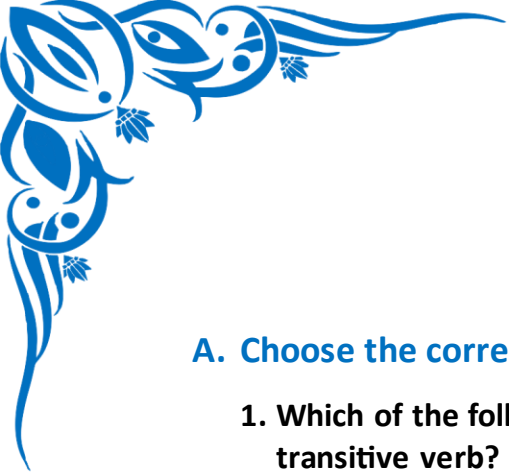 A. Choose the corre
1. Which of the foll
transitive verb?